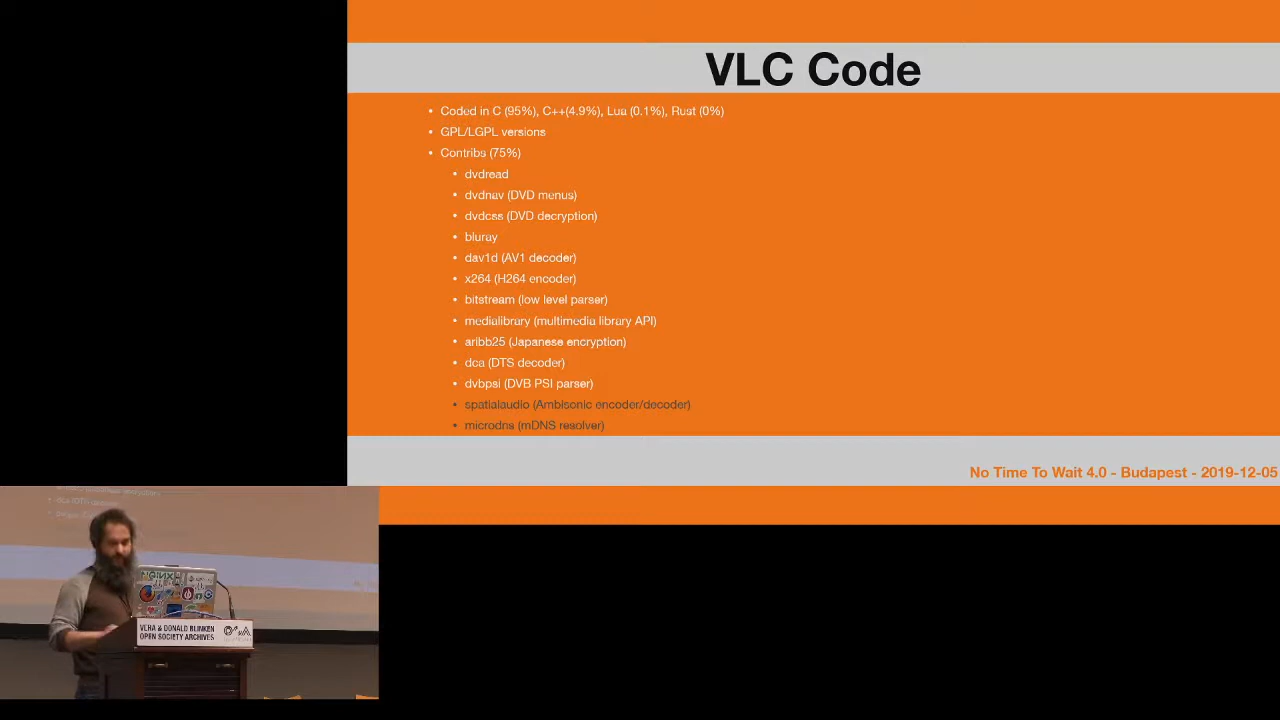 VLC Code
• Coded in C (95%), C++(4.9%), Lua (0.1%), Rust (0%)
• GPL/LGPL versions
• Contribs (75%)
• dvdread
• dvdnav (DVD menus)
• dvdcss (DVD decryption)
• bluray
• dav1d (AV1 decoder)
• x264 (H264 encoder)
• bitstream (low level parser)
• medialibrary (multimedia library API)
• aribb25 (Japanese encryption)
• dca (DTS decoder)
• dvbpsi (DVB PSI parser)
• spatialaudio (Ambisonic encoder/decoder)
• microdns (mDNS resolver)
No Time To Wait 4.0 - Budapest - 2019-12-05
NGINX
VERA & DONALD BLINKEN
OPEN SOCIETY ARCHIVES